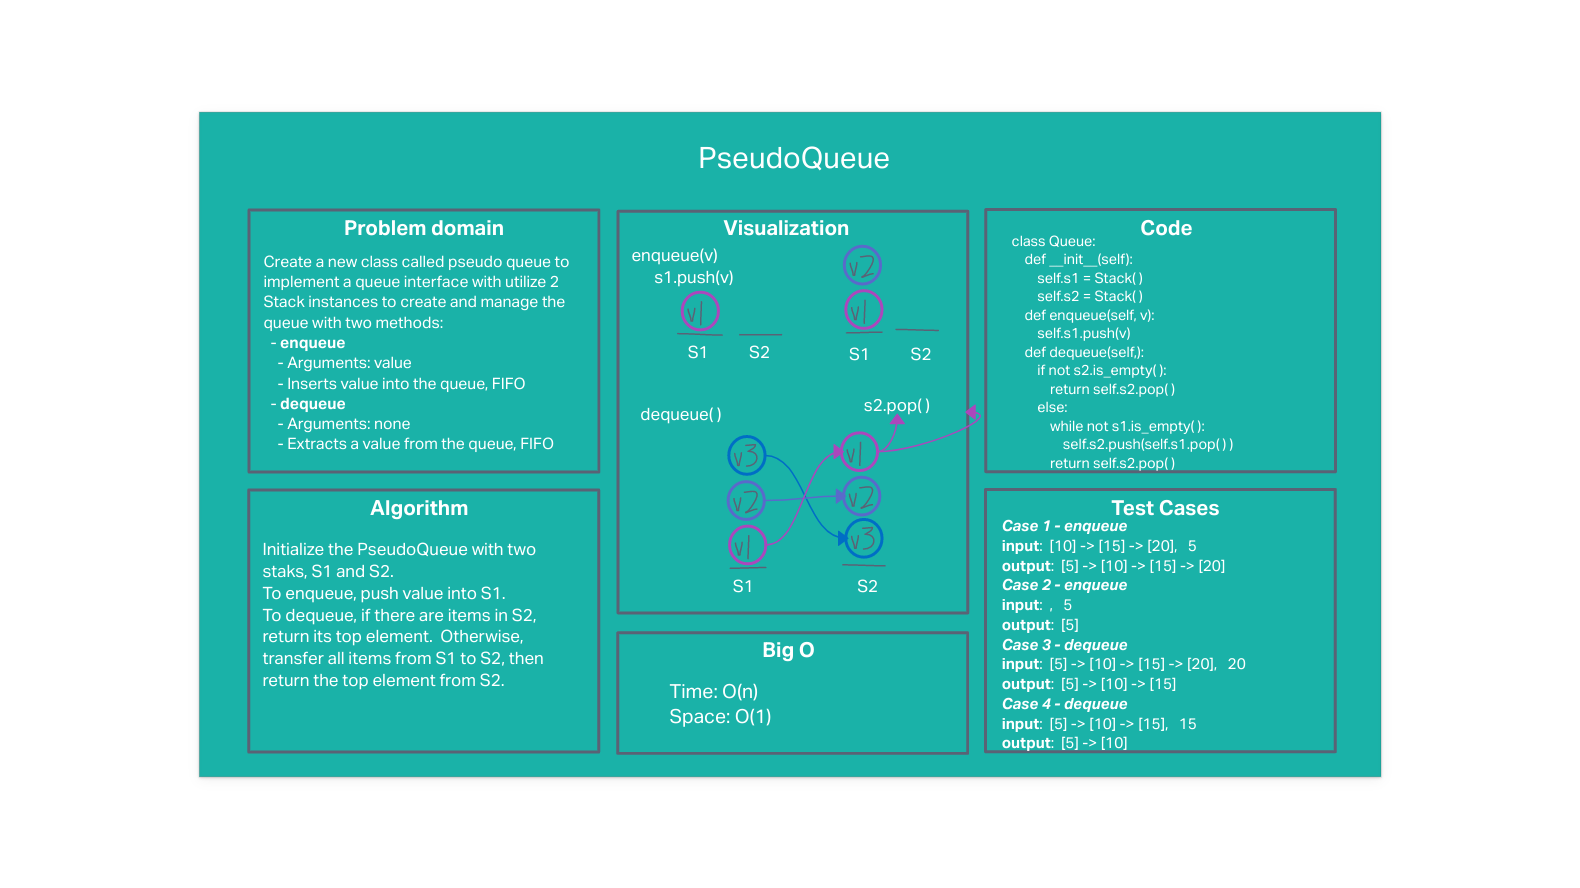 PseudoQueue
Problem domain
Create a new class called pseudo queue to
implement a queue interface with utilize 2
Stack instances to create and manage the
queue with two methods:
- enqueue
- Arguments: value
- Inserts value into the queue, FIFO
- dequeue
- Arguments: none
- Extracts a value from the queue, FIFO
Algorithm
Initialize the PseudoQueue with two
staks, S1 and S2.
To enqueue, push value into S1.
To dequeue, if there are items in S2,
return its top element. Otherwise,
transfer all items from S1 to S2, then
return the top element from S2.
Visualization
enqueue(v)
s1.push(v)
v1
S1 S2
v2
v1
S1 S2
dequeue( )
s2.pop( )
v3 v1
v2 v2
v1 v3
S1 S2
Big O
Time: O(n)
Space: O(1)
Code
class Queue:
def __init__(self):
self.s1 = Stack( )
self.s2 = Stack( )
def enqueue(self, v):
self.s1.push(v)
def dequeue(self,):
if not s2.is_empty( ):
return self.s2.pop( )
else:
while not s1.is_empty( ):
self.s2.push(self.s1.pop( ) )
return self.s2.pop( )
Test Cases
Case 1 - enqueue
input: [10] -> [15] -> [20], 5
output: [5] -> [10] -> [15] -> [20]
Case 2 - enqueue
input: , 5
output: [5]
Case 3 - dequeue
input: [5] -> [10] -> [15] -> [20], 20
output: [5] -> [10] -> [15]
Case 4 - dequeue
input: [5] -> [10] -> [15], 15
output: [5] -> [10]